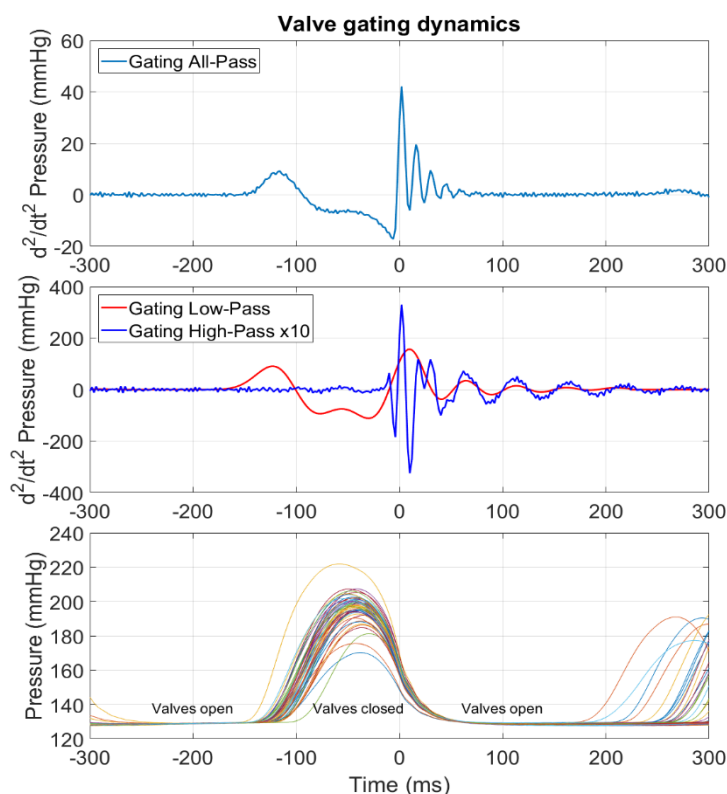 Valve gating dynamics
d²/dt² Pressure (mmHg)
60
40
20
0
-20
Gating All-Pass
-300 -200 -100 0 100 200 300
d²/dt² Pressure (mmHg)
400
200
0
-200
-400
Gating Low-Pass
Gating High-Pass x10
-300 -200 -100 0 100 200 300
Pressure (mmHg)
240
220
200
180
160
140
120
Valves open Valves closed Valves open
-300 -200 -100 0 100 200 300
Time (ms)